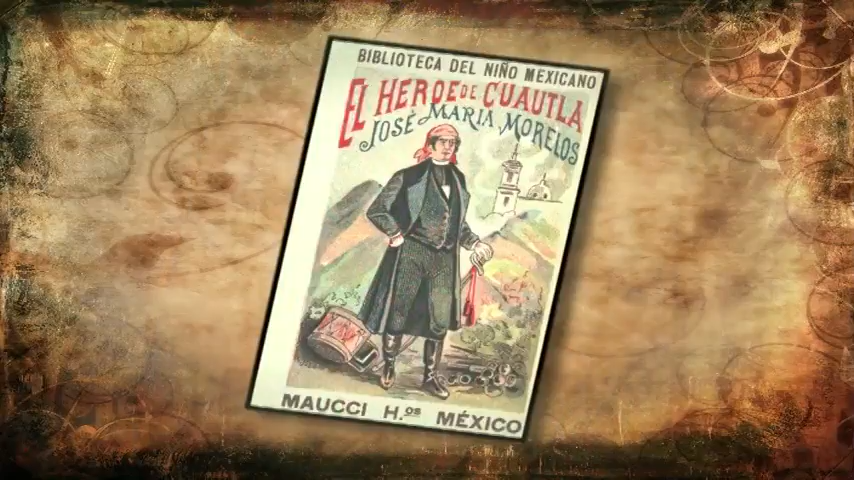 BIBLIOTECA DEL NIÑO MEXICANO
EL HEROE DE CUAUTLA
JOSÉ MARIA MORELOS
MAUCCI H.os MÉXICO